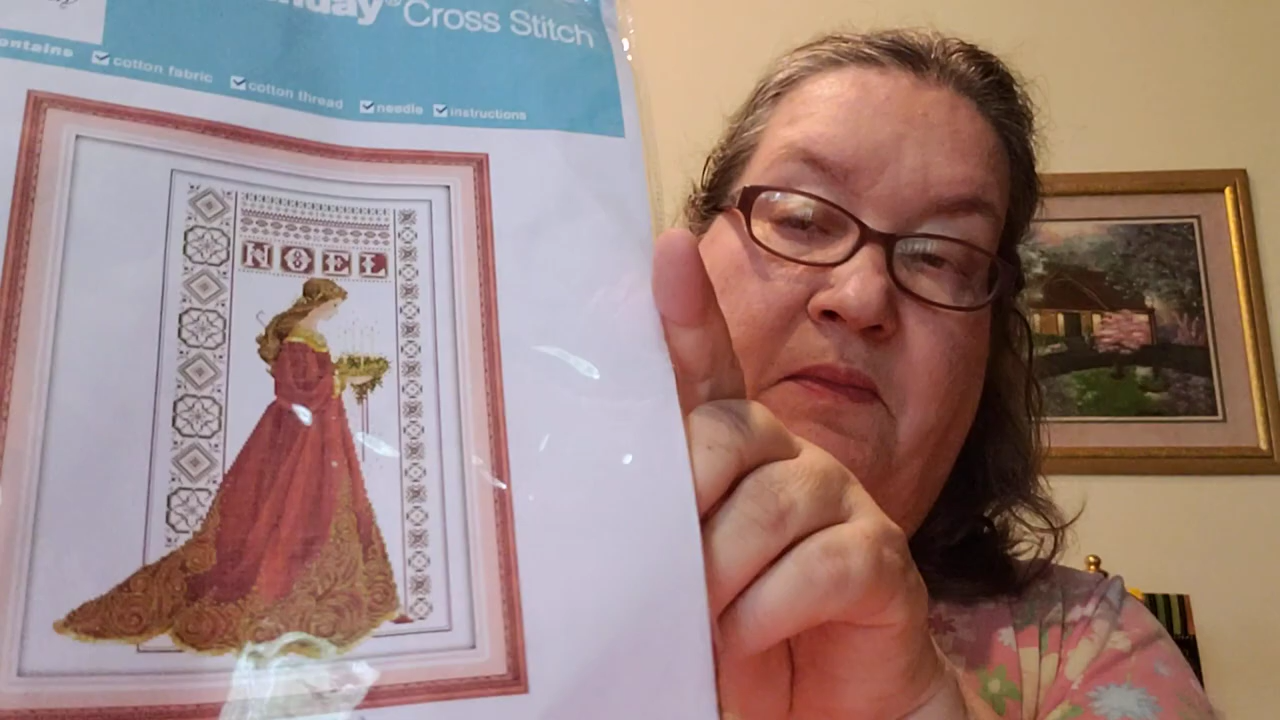 Cross Stitch
cotton fabric cotton thread needle instructions
NOEL